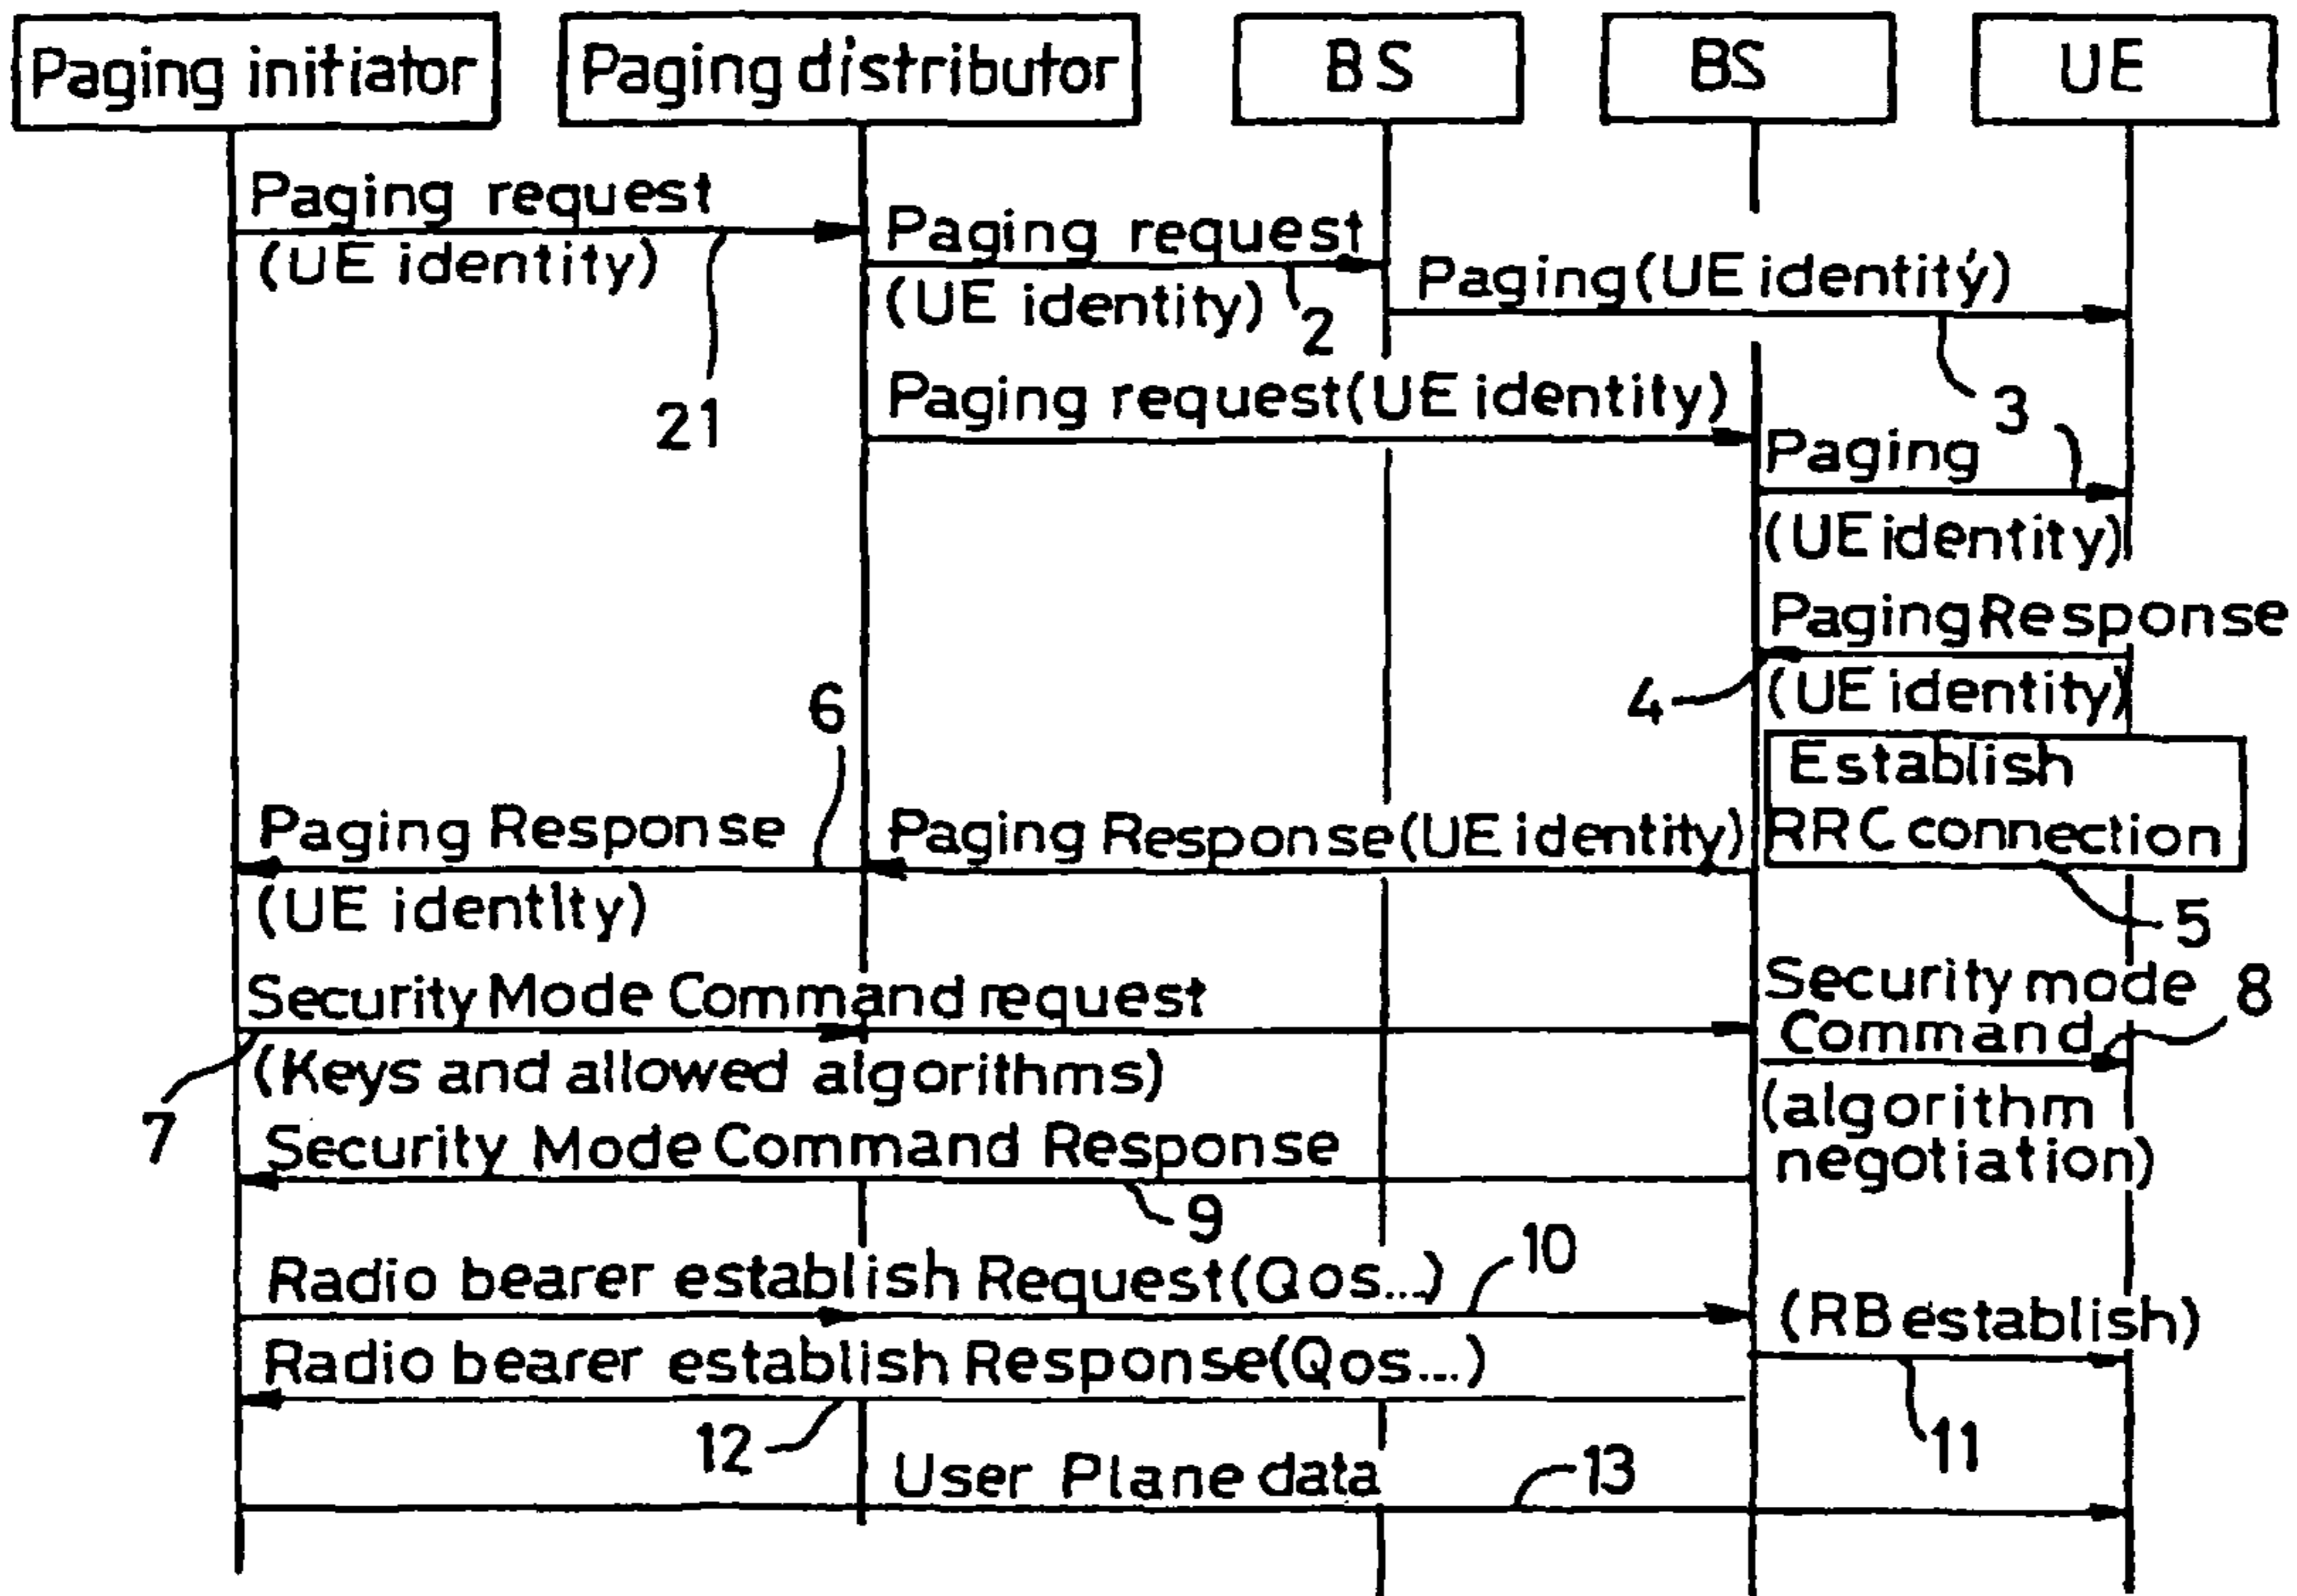 Paging initiator
Paging distributor
BS
BS
UE
Paging request
(UE identity)
21
Paging request
(UE identity)
2
Paging(UE identity)
3
Paging request(UE identity)
Paging
(UE identity)
Paging Response
4
(UE identity)
Establish
RRC connection
5
6
Paging Response
(UE identity)
Paging Response(UE identity)
Security Mode Command request
7
(Keys and allowed algorithms)
Security mode
Command
8
(algorithm
negotiation)
Security Mode Command Response
9
Radio bearer establish Request(Qos...)
10
(RB establish)
11
Radio bearer establish Response(Qos...)
12
User Plane data
13